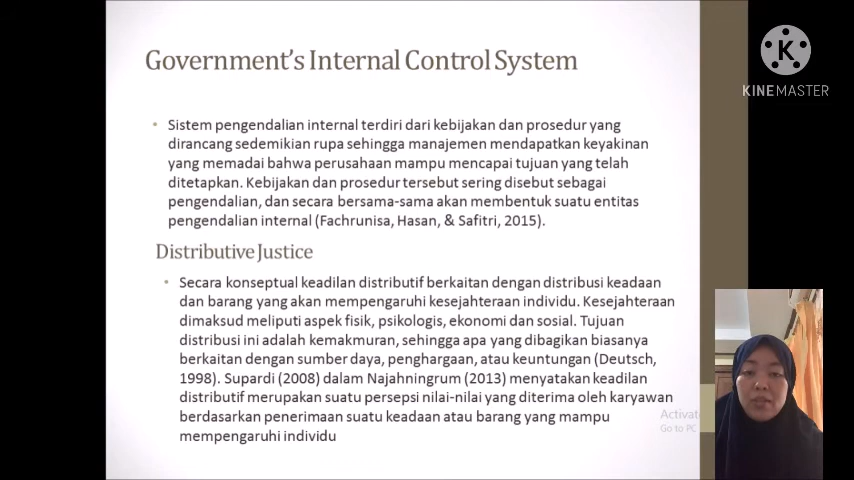 Government's Internal Control System
Sistem pengendalian internal terdiri dari kebijakan dan prosedur yang
dirancang sedemikian rupa sehingga manajemen mendapatkan keyakinan
yang memadai bahwa perusahaan mampu mencapai tujuan yang telah
ditetapkan. Kebijakan dan prosedur tersebut sering disebut sebagai
pengendalian, dan secara bersama-sama akan membentuk suatu entitas
pengendalian internal (Fachrunisa, Hasan, & Safitri, 2015).
Distributive Justice
Secara konseptual keadilan distributif berkaitan dengan distribusi keadaan
dan barang yang akan mempengaruhi kesejahteraan individu. Kesejahteraan
dimaksud meliputi aspek fisik, psikologis, ekonomi dan sosial. Tujuan
distribusi ini adalah kemakmuran, sehingga apa yang dibagikan biasanya
berkaitan dengan sumber daya, penghargaan, atau keuntungan (Deutsch,
1998). Supardi (2008) dalam Najahningrum (2013) menyatakan keadilan
distributif merupakan suatu persepsi nilai-nilai yang diterima oleh karyawan
berdasarkan penerimaan suatu keadaan atau barang yang mampu
mempengaruhi individu
Activat
Go to PC
K
KINEMASTER